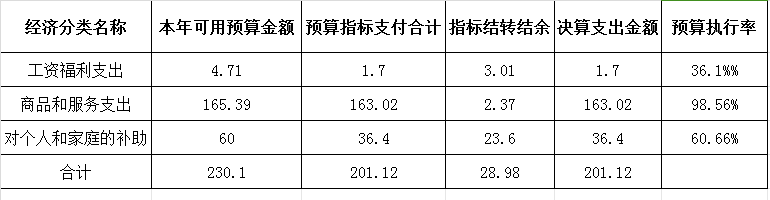 经济分类名称 本年可用预算金额 预算指标支付合计 指标结转结余 决算支出金额 预算执行率
工资福利支出 4.71 1.7 3.01 1.7 36.1%%
商品和服务支出 165.39 163.02 2.37 163.02 98.56%
对个人和家庭的补助 60 36.4 23.6 36.4 60.66%
合计 230.1 201.12 28.98 201.12